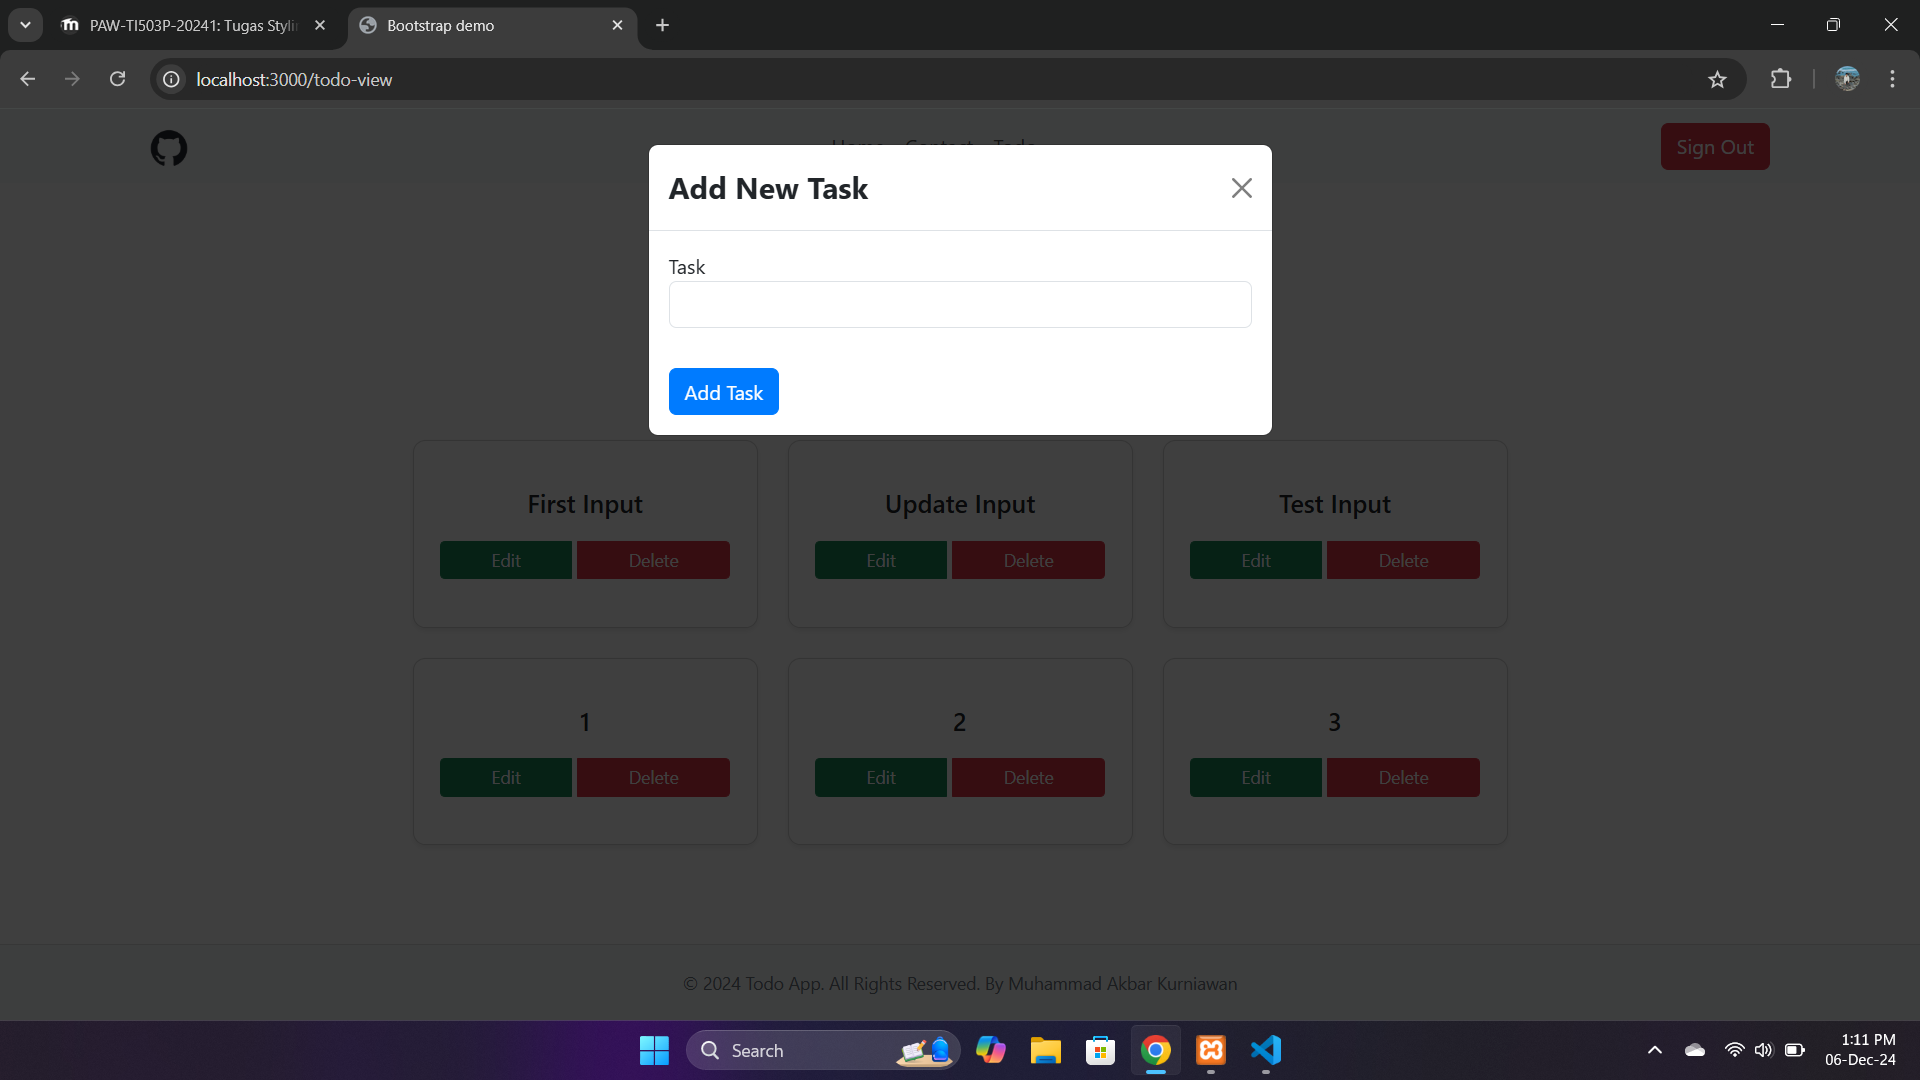 PAW-TI503P-20241: Tugas Styli
Bootstrap demo
localhost:3000/todo-view
Home Contact Todo
Sign Out
Add New Task
Task
Add Task
First Input
Update Input
Test Input
Edit Delete
Edit Delete
Edit Delete
1
2
3
Edit Delete
Edit Delete
Edit Delete
© 2024 Todo App. All Rights Reserved. By Muhammad Akbar Kurniawan
Search
1:11 PM
06-Dec-24